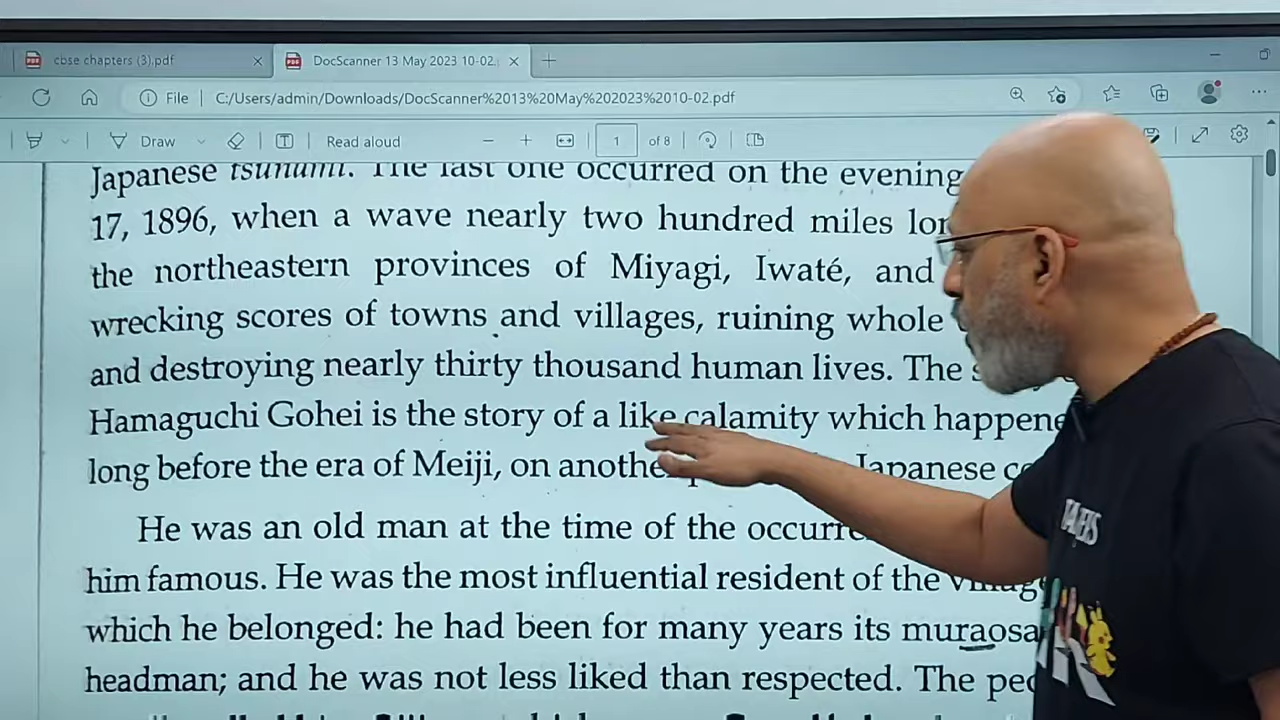 cbse chapters (3).pdf
DocScanner 13 May 2023 10-02.
File
C:/Users/admin/Downloads/DocScanner%2013%20May%202023%2010-02.pdf
Draw
Read aloud
1 of 8
Japanese tsunami. The last one occurred on the evening
17, 1896, when a wave nearly two hundred miles
the northeastern provinces of Miyagi, Iwaté, and
wrecking scores of towns and villages, ruining whole
and destroying nearly thirty thousand human lives. The
Hamaguchi Gohei is the story of a like calamity which
long before the era of Meiji, on Japanese
He was an old man at the time of the
him famous. He was the most influential resident of the
which he belonged: he had been for many years its
headman; and he was not less liked than respected. The